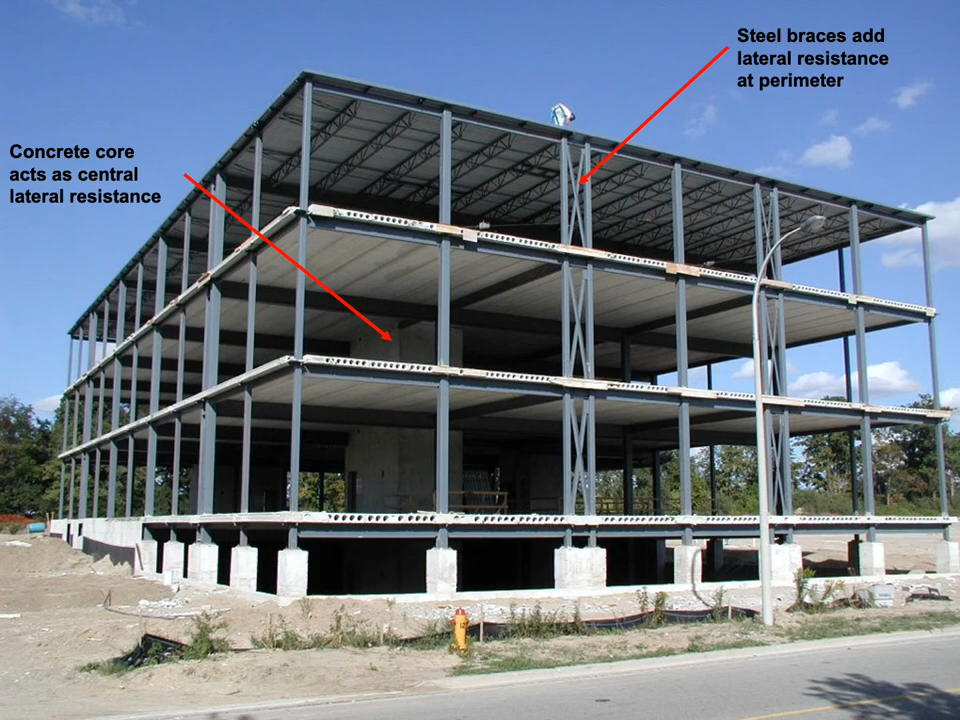 Steel braces add
lateral resistance
at perimeter
Concrete core
acts as central
lateral resistance